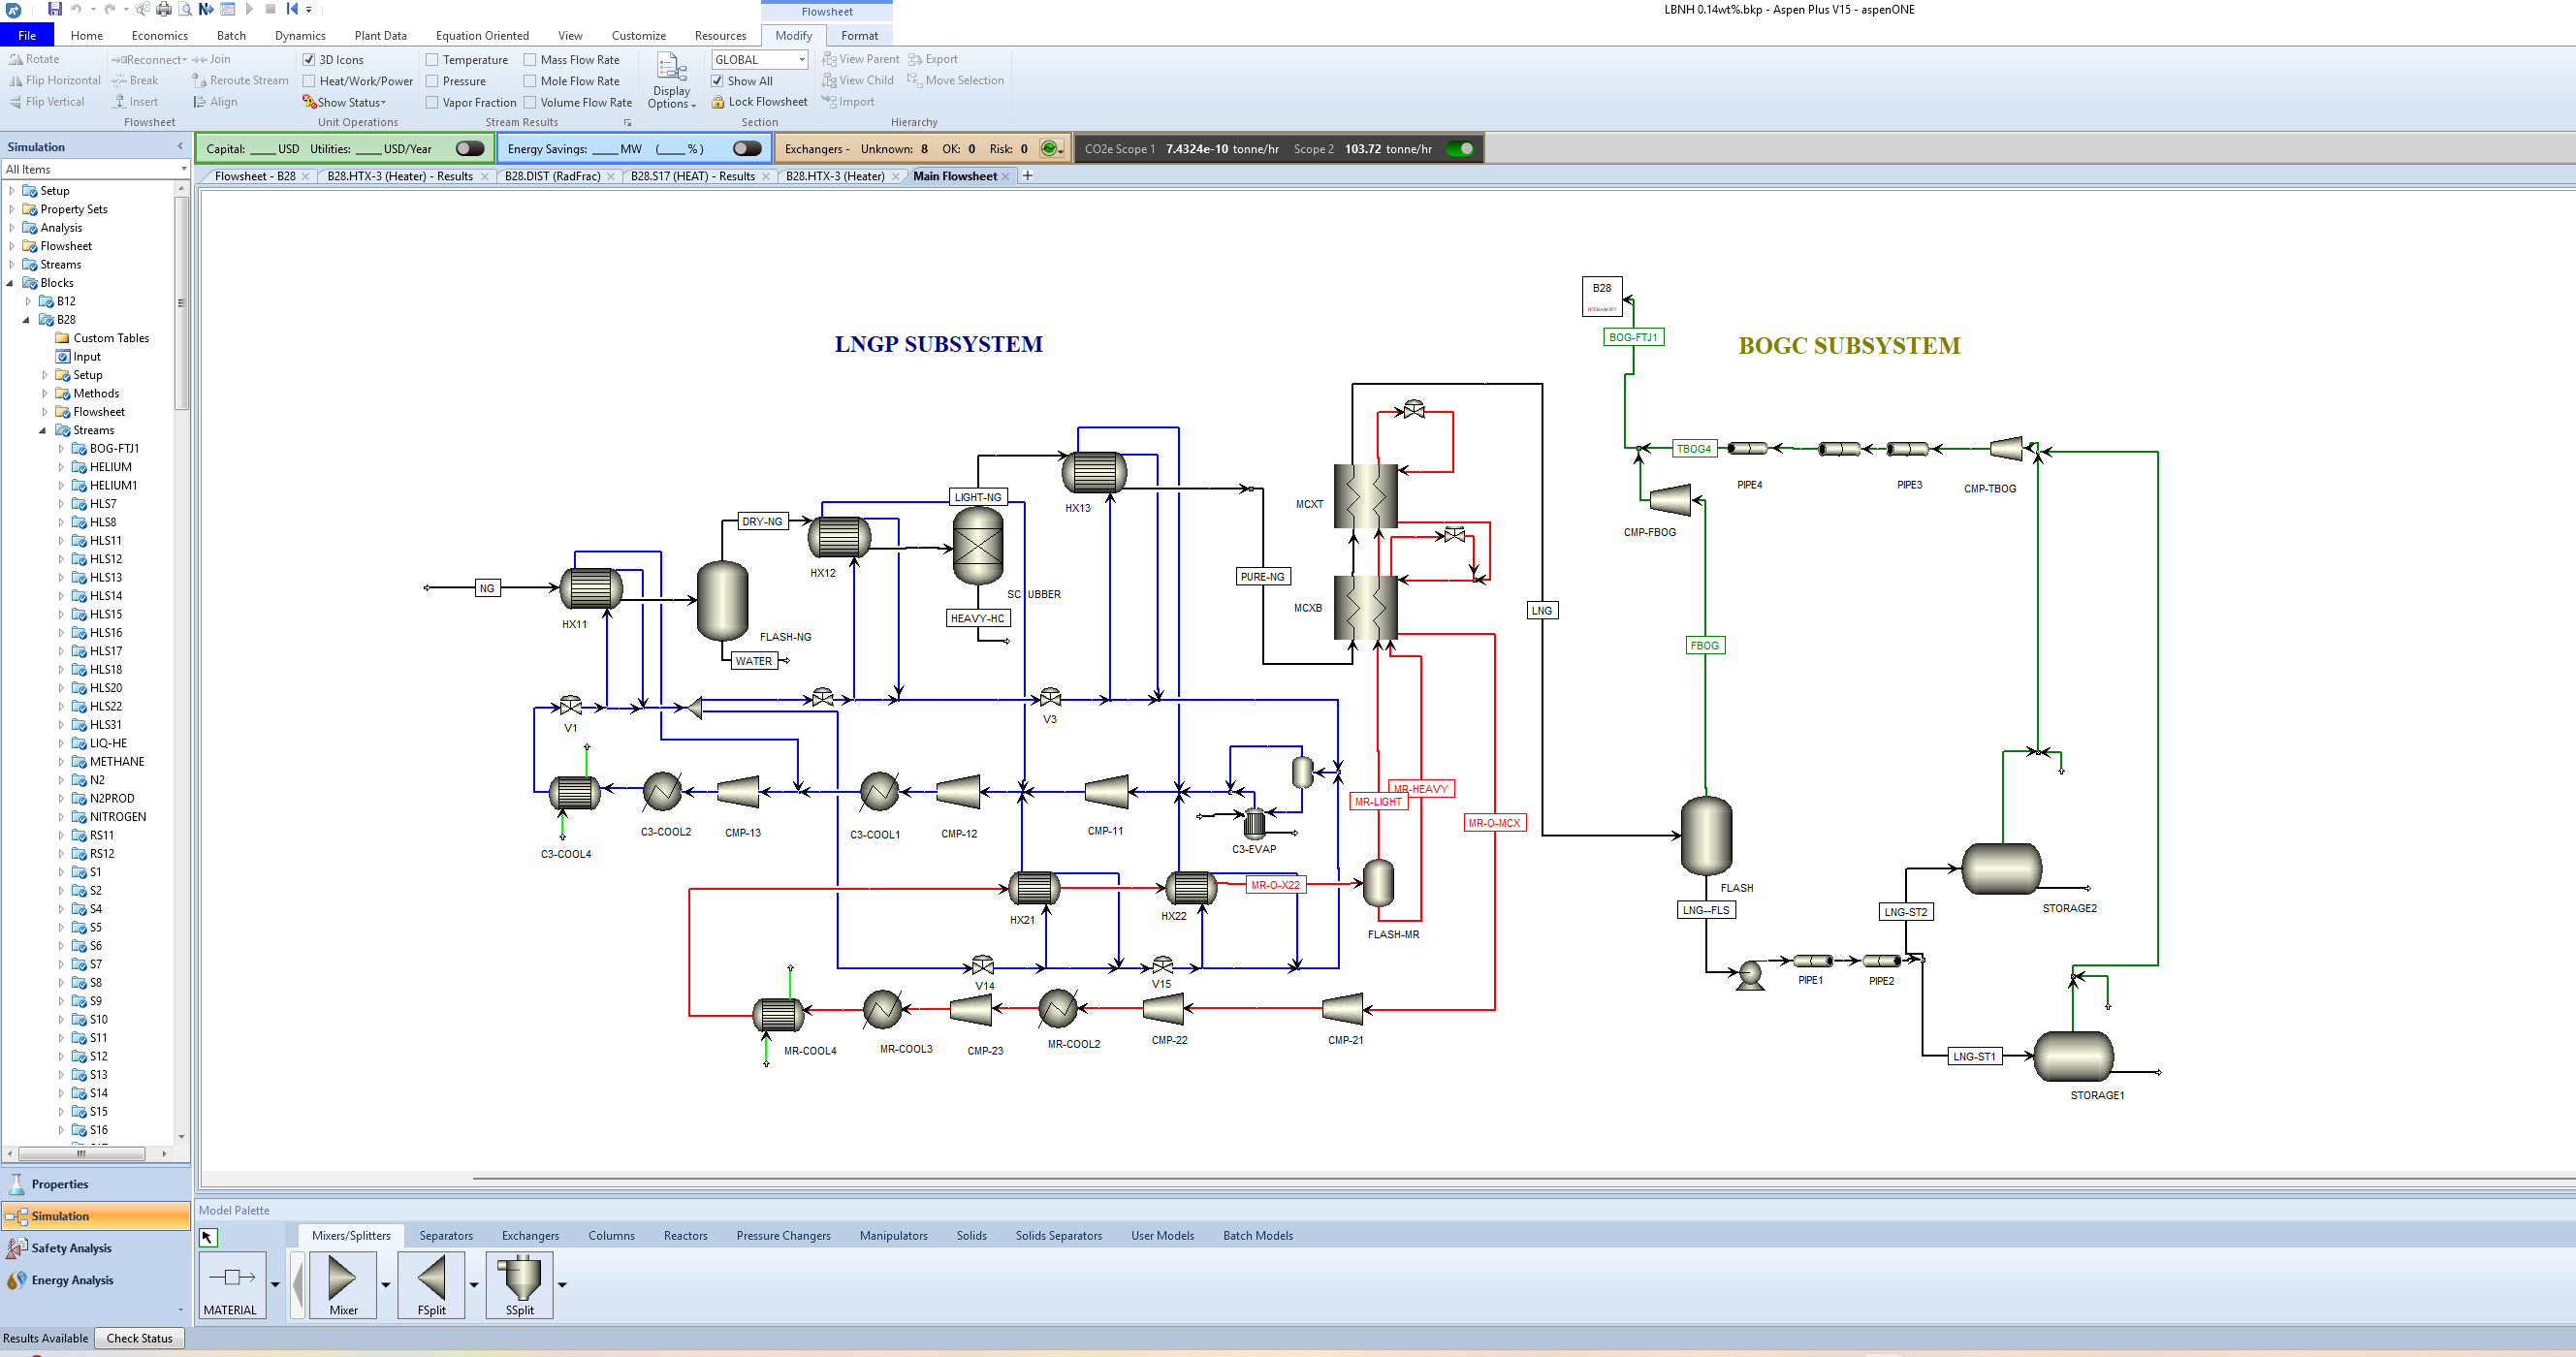 LBNH 0.14wt%.bkp - Aspen Plus V15 - aspenONE
Flowsheet
File Home Economics Batch Dynamics Plant Data Equation Oriented View Customize Resources Modify Format
Rotate Reconnect Join 3D Icons Temperature Mass Flow Rate GLOBAL View Parent Export
Flip Horizontal Break Reroute Stream Heat/Work/Power Pressure Mole Flow Rate Show All View Child Move Selection
Flip Vertical Insert Align Show Status Vapor Fraction Volume Flow Rate Display Options Lock Flowsheet Import
Flowsheet Unit Operations Stream Results Section Hierarchy
Simulation
Capital: ____ USD Utilities: ____ USD/Year Energy Savings: ____ MW (____ %) Exchangers - Unknown: 8 OK: 0 Risk: 0 CO2e Scope 1 7.4324e-10 tonne/hr Scope 2 103.72 tonne/hr
All Items
Flowsheet - B28 B28.HTX-3 (Heater) - Results B28.DIST (RadFrac) B28.S17 (HEAT) - Results B28.HTX-3 (Heater) Main Flowsheet +
Setup
Property Sets
Analysis
Flowsheet
Streams
Blocks
B12
B28
Custom Tables
Input
Setup
Methods
Flowsheet
Streams
BOG-FTJ1
HELIUM
HELIUM1
HLS7
HLS8
HLS11
HLS12
HLS13
HLS14
HLS15
HLS16
HLS17
HLS18
HLS20
HLS22
HLS31
LIQ-HE
METHANE
N2
N2PROD
NITROGEN
RS11
RS12
S1
S2
S4
S5
S6
S7
S8
S9
S10
S11
S12
S13
S14
S15
S16
Properties
Simulation
Safety Analysis
Energy Analysis
B28
HIERARCHY
BOG-FTJ1
LNGP SUBSYSTEM
BOGC SUBSYSTEM
TBOG4
PIPE4
PIPE3
CMP-TBOG
LIGHT-NG
HX13
MCXT
CMP-FBOG
DRY-NG
HX12
PURE-NG
NG
SC UBBER
MCXB
HX11
HEAVY-HC
LNG
FLASH-NG
WATER
FBOG
V1
V3
MR-HEAVY
MR-LIGHT
MR-O-MCX
C3-COOL2
CMP-13
C3-COOL1
CMP-12
CMP-11
C3-EVAP
C3-COOL4
MR-O-X22
FLASH
HX21
HX22
FLASH-MR
LNG--FLS
LNG-ST2
STORAGE2
V14
V15
PIPE1
PIPE2
MR-COOL4
MR-COOL3
CMP-23
MR-COOL2
CMP-22
CMP-21
LNG-ST1
STORAGE1
Model Palette
Mixers/Splitters Separators Exchangers Columns Reactors Pressure Changers Manipulators Solids Solids Separators User Models Batch Models
MATERIAL Mixer FSplit SSplit
Results Available Check Status